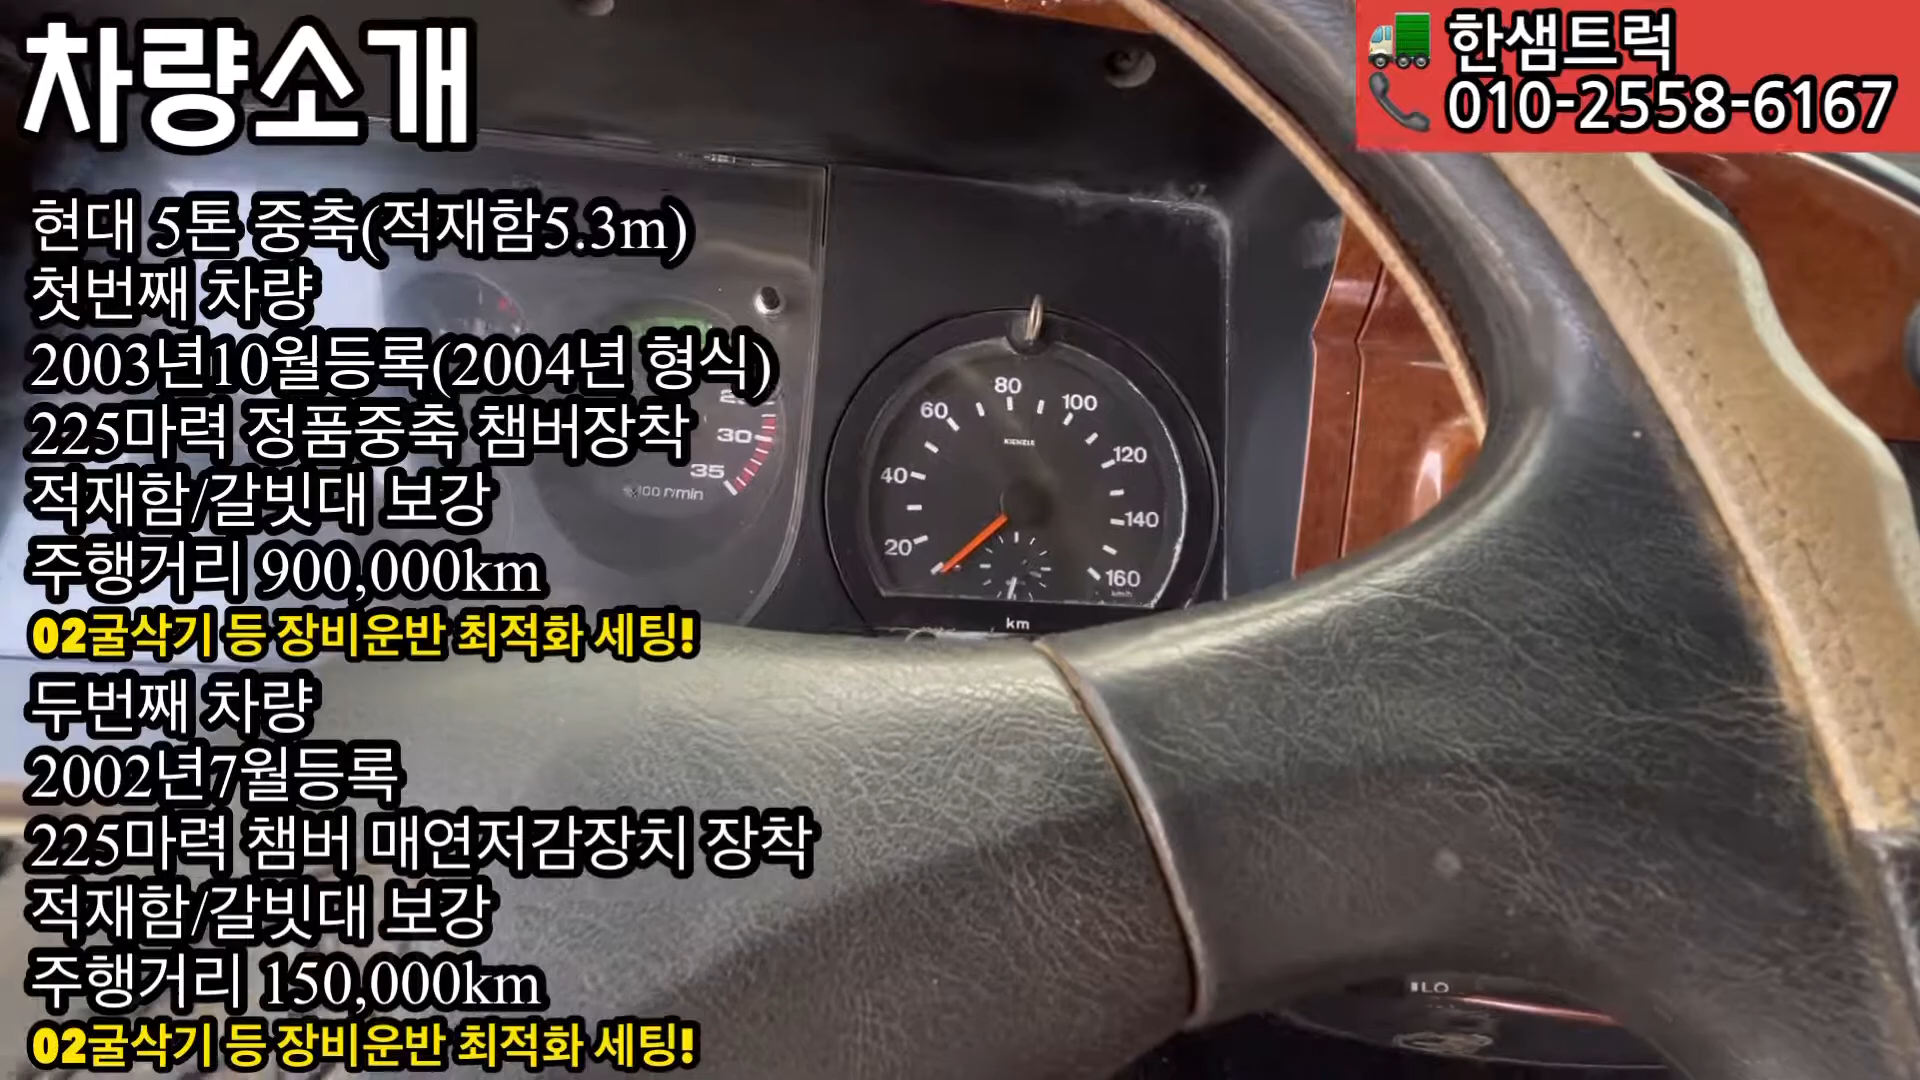 차량소개
한샘트럭
010-2558-6167
현대 5톤 중축(적재함5.3m)
첫번째 차량
2003년10월등록(2004년 형식)
225마력 정품중축 챔버장착
적재함/갈빗대 보강
주행거리 900,000km
02굴삭기 등 장비운반 최적화 세팅!
두번째 차량
2002년7월등록
225마력 챔버 매연저감장치 장착
적재함/갈빗대 보강
주행거리 150,000km
02굴삭기 등 장비운반 최적화 세팅!
30
35
r/min
20
40
60
80
100
120
140
160
KIENZLE
km/h
km
LO